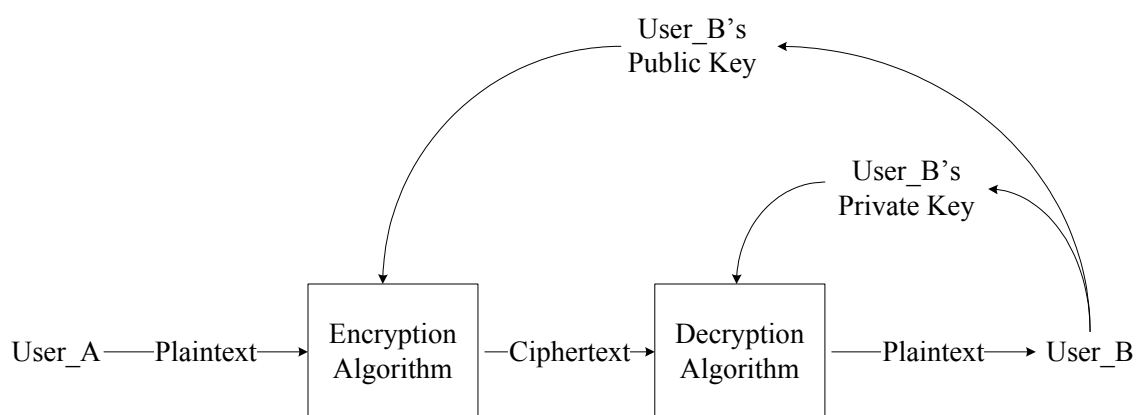 User_B's
Public Key
User_B's
Private Key
User_A
Plaintext
Encryption
Algorithm
Ciphertext
Decryption
Algorithm
Plaintext
User_B